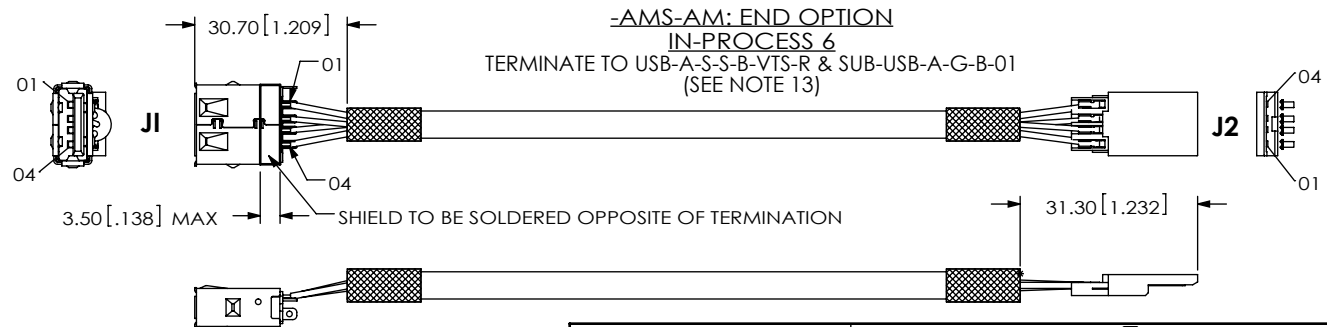 -AMS-AM: END OPTION
IN-PROCESS 6
TERMINATE TO USB-A-S-S-B-VTS-R & SUB-USB-A-G-B-01
(SEE NOTE 13)
30.70 [1.209]
01
01
04
J1
J2
04
04
01
3.50 [.138] MAX
SHIELD TO BE SOLDERED OPPOSITE OF TERMINATION
31.30 [1.232]